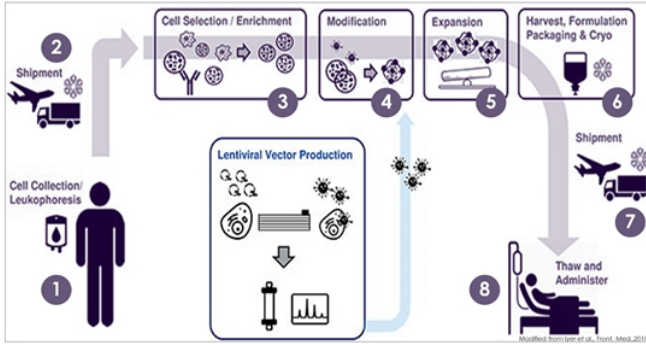 Cell Selection / Enrichment
Modification
Expansion
Harvest, Formulation
Packaging & Cryo
2
Shipment
3
4
5
6
Lentiviral Vector Production
Shipment
Cell Collection/
Leukophoresis
7
1
8
Thaw and
Administer
Modified from Iyer et al., Front. Med.,201